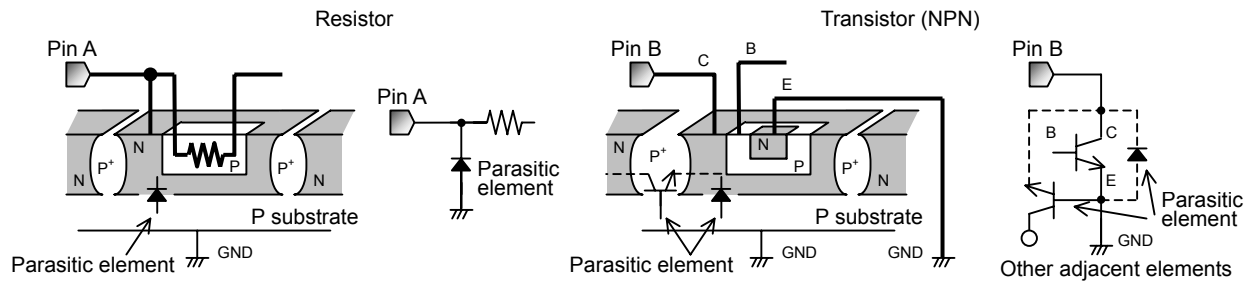 Resistor
Transistor (NPN)
Pin A
Pin A
N
N
P+
P
P+
N
Parasitic
element
P substrate
GND
Parasitic element
Pin B
C
B
E
N
P+
N
P
P+
N
P substrate
GND
GND
Parasitic element
Pin B
B
C
E
Parasitic
element
GND
Other adjacent elements